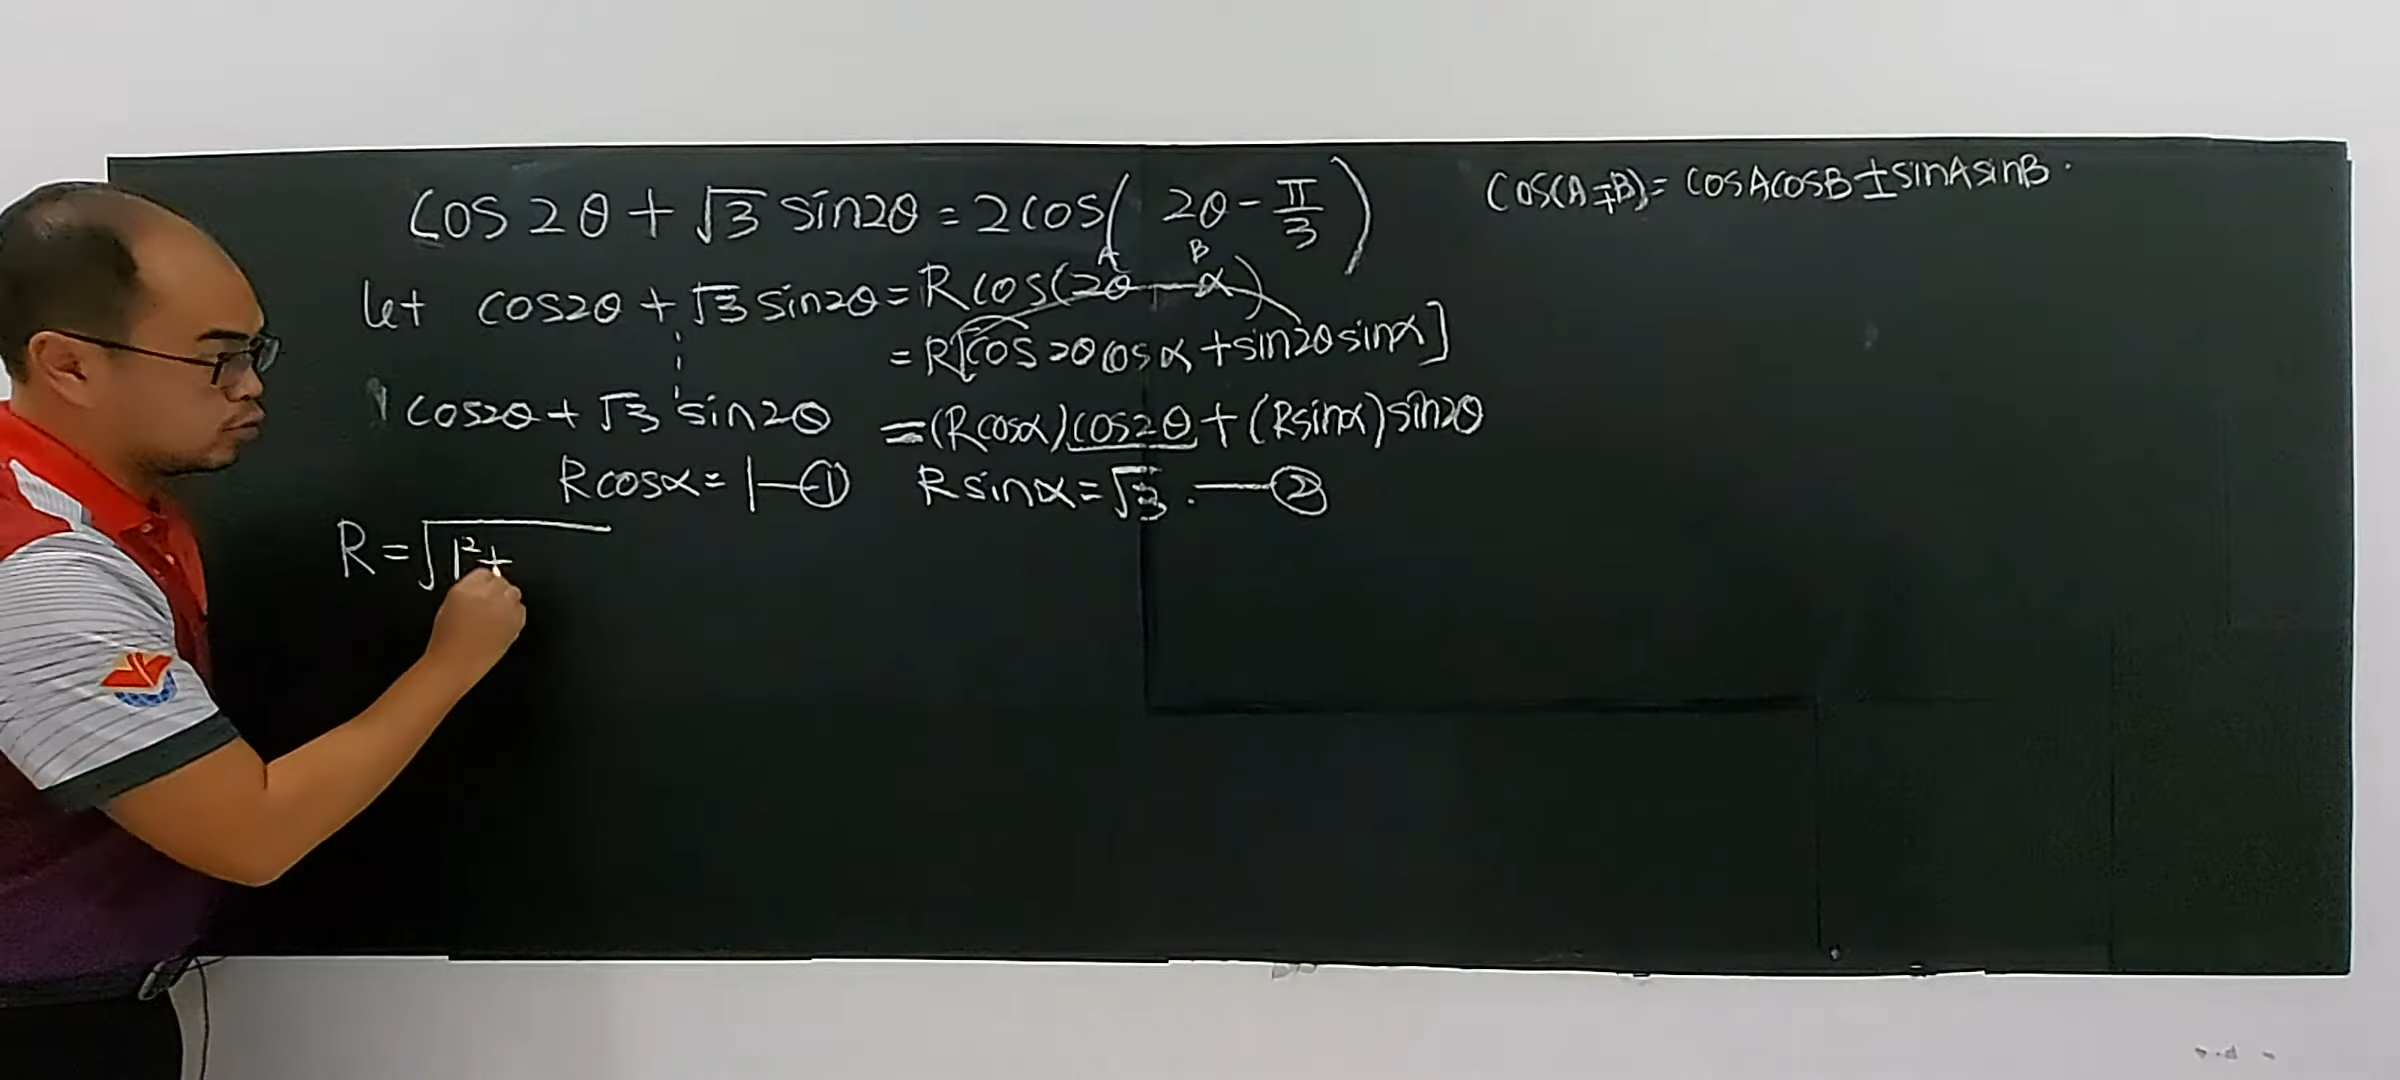 cos 2θ + √3 sin2θ = 2cos( 2θ - π/3 )
cos(A∓B) = cosAcosB ± sinAsinB.
A B
let cos2θ + √3 sin2θ = Rcos(2θ - α)
= R[cos 2θ cos α + sin2θ sinα]
1 cos2θ + √3 sin2θ = (Rcosα)cos2θ + (Rsinα)sin2θ
Rcosα = 1 — ① Rsinα = √3. — ②
R = √1² +